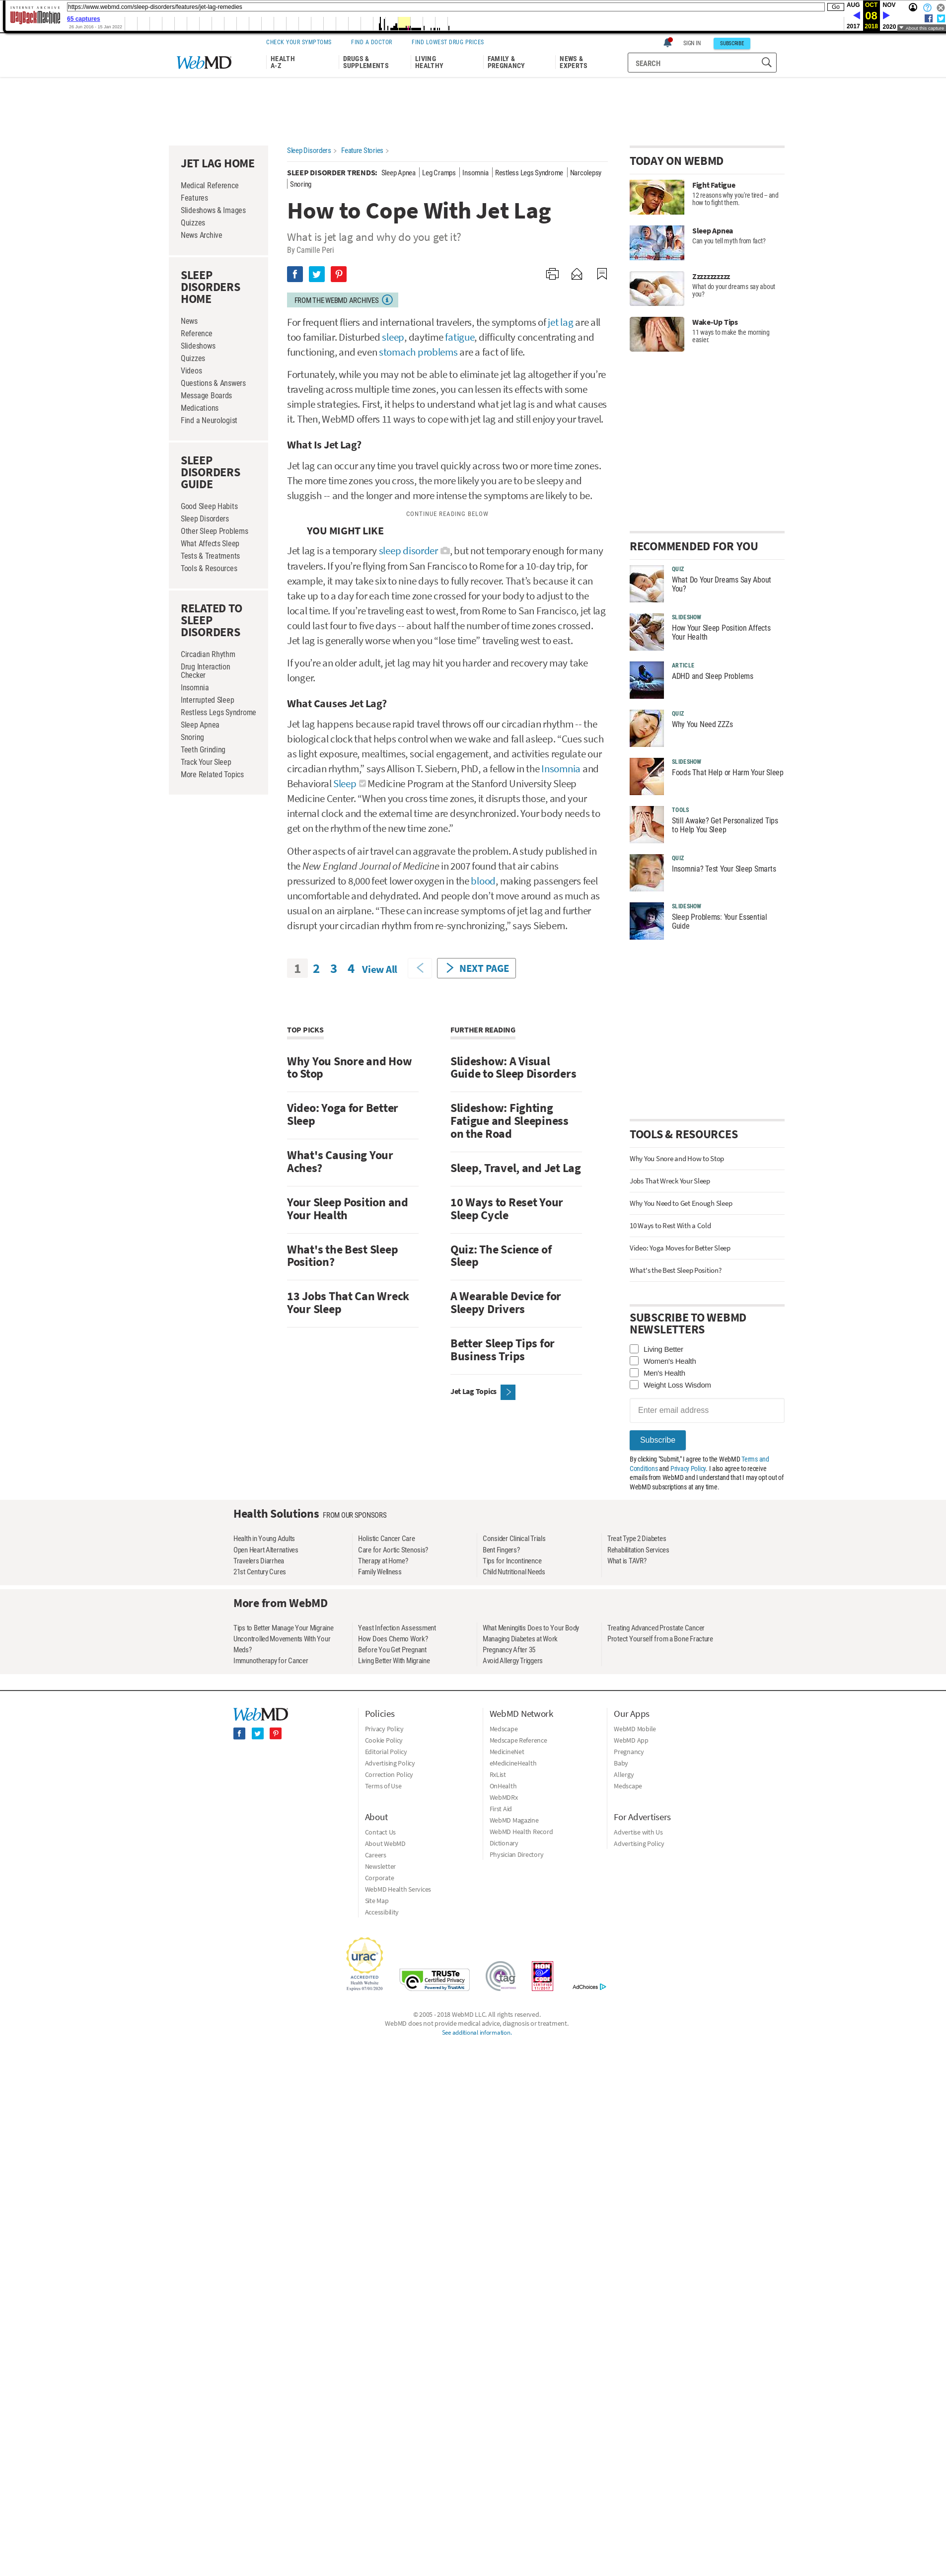 INTERNET ARCHIVE
WayBackMachine
https://www.webmd.com/sleep-disorders/features/jet-lag-remedies
Go
65 captures
AUG OCT NOV
08
2017 2018 2020
About this capture
CHECK YOUR SYMPTOMS
FIND A DOCTOR
FIND LOWEST DRUG PRICES
SIGN IN
SUBSCRIBE
WebMD
HEALTH
A-Z
DRUGS &
SUPPLEMENTS
LIVING
HEALTHY
FAMILY &
PREGNANCY
NEWS &
EXPERTS
SEARCH
JET LAG HOME
Medical Reference
Features
Slideshows & Images
Quizzes
News Archive
SLEEP
DISORDERS
HOME
News
Reference
Slideshows
Quizzes
Videos
Questions & Answers
Message Boards
Medications
Find a Neurologist
SLEEP
DISORDERS
GUIDE
Good Sleep Habits
Sleep Disorders
Other Sleep Problems
What Affects Sleep
Tests & Treatments
Tools & Resources
RELATED TO
SLEEP
DISORDERS
Circadian Rhythm
Drug Interaction
Checker
Insomnia
Interrupted Sleep
Restless Legs Syndrome
Sleep Apnea
Snoring
Teeth Grinding
Track Your Sleep
More Related Topics
Sleep Disorders > Feature Stories >
SLEEP DISORDER TRENDS: Sleep Apnea Leg Cramps Insomnia Restless Legs Syndrome Narcolepsy
Snoring
How to Cope With Jet Lag
What is jet lag and why do you get it?
By Camille Peri
FROM THE WEBMD ARCHIVES
For frequent fliers and international travelers, the symptoms of jet lag are all
too familiar. Disturbed sleep, daytime fatigue, difficulty concentrating and
functioning, and even stomach problems are a fact of life.
Fortunately, while you may not be able to eliminate jet lag altogether if you're
traveling across multiple time zones, you can lessen its effects with some
simple strategies. First, it helps to understand what jet lag is and what causes
it. Then, WebMD offers 11 ways to cope with jet lag and still enjoy your travel.
What Is Jet Lag?
Jet lag can occur any time you travel quickly across two or more time zones.
The more time zones you cross, the more likely you are to be sleepy and
sluggish -- and the longer and more intense the symptoms are likely to be.
CONTINUE READING BELOW
YOU MIGHT LIKE
Jet lag is a temporary sleep disorder, but not temporary enough for many
travelers. If you're flying from San Francisco to Rome for a 10-day trip, for
example, it may take six to nine days to fully recover. That's because it can
take up to a day for each time zone crossed for your body to adjust to the
local time. If you're traveling east to west, from Rome to San Francisco, jet lag
could last four to five days -- about half the number of time zones crossed.
Jet lag is generally worse when you “lose time” traveling west to east.
If you're an older adult, jet lag may hit you harder and recovery may take
longer.
What Causes Jet Lag?
Jet lag happens because rapid travel throws off our circadian rhythm -- the
biological clock that helps control when we wake and fall asleep. “Cues such
as light exposure, mealtimes, social engagement, and activities regulate our
circadian rhythm,” says Allison T. Siebern, PhD, a fellow in the Insomnia and
Behavioral Sleep Medicine Program at the Stanford University Sleep
Medicine Center. “When you cross time zones, it disrupts those, and your
internal clock and the external time are desynchronized. Your body needs to
get on the rhythm of the new time zone.”
Other aspects of air travel can aggravate the problem. A study published in
the New England Journal of Medicine in 2007 found that air cabins
pressurized to 8,000 feet lower oxygen in the blood, making passengers feel
uncomfortable and dehydrated. And people don't move around as much as
usual on an airplane. “These can increase symptoms of jet lag and further
disrupt your circadian rhythm from re-synchronizing,” says Siebern.
1 2 3 4 View All NEXT PAGE
TOP PICKS
Why You Snore and How
to Stop
Video: Yoga for Better
Sleep
What's Causing Your
Aches?
Your Sleep Position and
Your Health
What's the Best Sleep
Position?
13 Jobs That Can Wreck
Your Sleep
FURTHER READING
Slideshow: A Visual
Guide to Sleep Disorders
Slideshow: Fighting
Fatigue and Sleepiness
on the Road
Sleep, Travel, and Jet Lag
10 Ways to Reset Your
Sleep Cycle
Quiz: The Science of
Sleep
A Wearable Device for
Sleepy Drivers
Better Sleep Tips for
Business Trips
Jet Lag Topics
TODAY ON WEBMD
Fight Fatigue
12 reasons why you're tired – and
how to fight them.
Sleep Apnea
Can you tell myth from fact?
Zzzzzzzzzzz
What do your dreams say about
you?
Wake-Up Tips
11 ways to make the morning
easier.
RECOMMENDED FOR YOU
QUIZ
What Do Your Dreams Say About
You?
SLIDESHOW
How Your Sleep Position Affects
Your Health
ARTICLE
ADHD and Sleep Problems
QUIZ
Why You Need ZZZs
SLIDESHOW
Foods That Help or Harm Your Sleep
TOOLS
Still Awake? Get Personalized Tips
to Help You Sleep
QUIZ
Insomnia? Test Your Sleep Smarts
SLIDESHOW
Sleep Problems: Your Essential
Guide
TOOLS & RESOURCES
Why You Snore and How to Stop
Jobs That Wreck Your Sleep
Why You Need to Get Enough Sleep
10 Ways to Rest With a Cold
Video: Yoga Moves for Better Sleep
What's the Best Sleep Position?
SUBSCRIBE TO WEBMD
NEWSLETTERS
Living Better
Women's Health
Men's Health
Weight Loss Wisdom
Enter email address
Subscribe
By clicking "Submit," I agree to the WebMD Terms and
Conditions and Privacy Policy. I also agree to receive
emails from WebMD and I understand that I may opt out of
WebMD subscriptions at any time.
Health Solutions FROM OUR SPONSORS
Health in Young Adults
Open Heart Alternatives
Travelers Diarrhea
21st Century Cures
Holistic Cancer Care
Care for Aortic Stenosis?
Therapy at Home?
Family Wellness
Consider Clinical Trials
Bent Fingers?
Tips for Incontinence
Child Nutritional Needs
Treat Type 2 Diabetes
Rehabilitation Services
What is TAVR?
More from WebMD
Tips to Better Manage Your Migraine
Uncontrolled Movements With Your
Meds?
Immunotherapy for Cancer
Yeast Infection Assessment
How Does Chemo Work?
Before You Get Pregnant
Living Better With Migraine
What Meningitis Does to Your Body
Managing Diabetes at Work
Pregnancy After 35
Avoid Allergy Triggers
Treating Advanced Prostate Cancer
Protect Yourself from a Bone Fracture
WebMD
Policies
Privacy Policy
Cookie Policy
Editorial Policy
Advertising Policy
Correction Policy
Terms of Use
About
Contact Us
About WebMD
Careers
Newsletter
Corporate
WebMD Health Services
Site Map
Accessibility
WebMD Network
Medscape
Medscape Reference
MedicineNet
eMedicineHealth
RxList
OnHealth
WebMDRx
First Aid
WebMD Magazine
WebMD Health Record
Dictionary
Physician Directory
Our Apps
WebMD Mobile
WebMD App
Pregnancy
Baby
Allergy
Medscape
For Advertisers
Advertise with Us
Advertising Policy
urac
ACCREDITED
Health Website
Expires 07/01/2020
TRUSTe
Certified Privacy
Powered by TrustArc
tag
HON
CODE
AdChoices
© 2005 - 2018 WebMD LLC. All rights reserved.
WebMD does not provide medical advice, diagnosis or treatment.
See additional information.